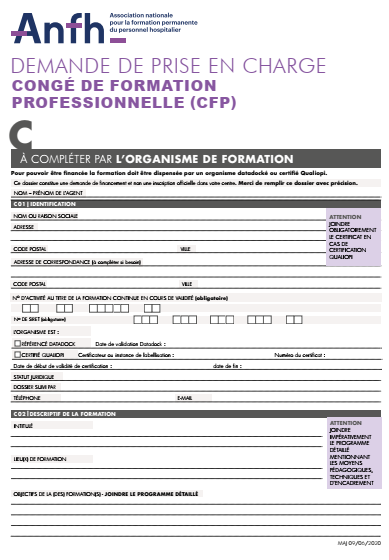 Anfh
Association nationale
pour la formation permanente
du personnel hospitalier
DEMANDE DE PRISE EN CHARGE
CONGÉ DE FORMATION
PROFESSIONNELLE (CFP)
C
À COMPLÉTER PAR L'ORGANISME DE FORMATION
Pour pouvoir être financée la formation doit être dispensée par un organisme datadocké ou certifié Qualiopi.
Ce dossier constitue une demande de financement et non une inscription officielle dans votre centre. Merci de remplir ce dossier avec précision.
NOM – PRÉNOM DE L'AGENT
C01 | IDENTIFICATION
NOM OU RAISON SOCIALE
ADRESSE
CODE POSTAL VILLE
ATTENTION
JOINDRE
OBLIGATOIREMENT
LE CERTIFICAT EN
CAS DE
CERTIFICATION
QUALIOPI
ADRESSE DE CORRESPONDANCE (à compléter si besoin)
CODE POSTAL VILLE
N° D'ACTIVITÉ AU TITRE DE LA FORMATION CONTINUE EN COURS DE VALIDITÉ (obligatoire)
N° DE SIRET (obligatoire)
L'ORGANISME EST :
RÉFÉRENCÉ DATADOCK Date de validation Datadock :
CERTIFIÉ QUALIOPI Certificateur ou instance de labellisation : Numéro du certificat :
Date de début de validité de certification : date de fin :
STATUT JURIDIQUE
DOSSIER SUIVI PAR
TÉLÉPHONE E-MAIL
C02 | DESCRIPTIF DE LA FORMATION
INTITULÉ
ATTENTION
JOINDRE
IMPÉRATIVEMENT
LE PROGRAMME
DÉTAILLÉ
MENTIONNANT
LES MOYENS
PÉDAGOGIQUES,
TECHNIQUES ET
D'ENCADREMENT
LIEU(X) DE FORMATION
OBJECTIFS DE LA (DES) FORMATION(S) - JOINDRE LE PROGRAMME DÉTAILLÉ
MAJ 09/06/2020